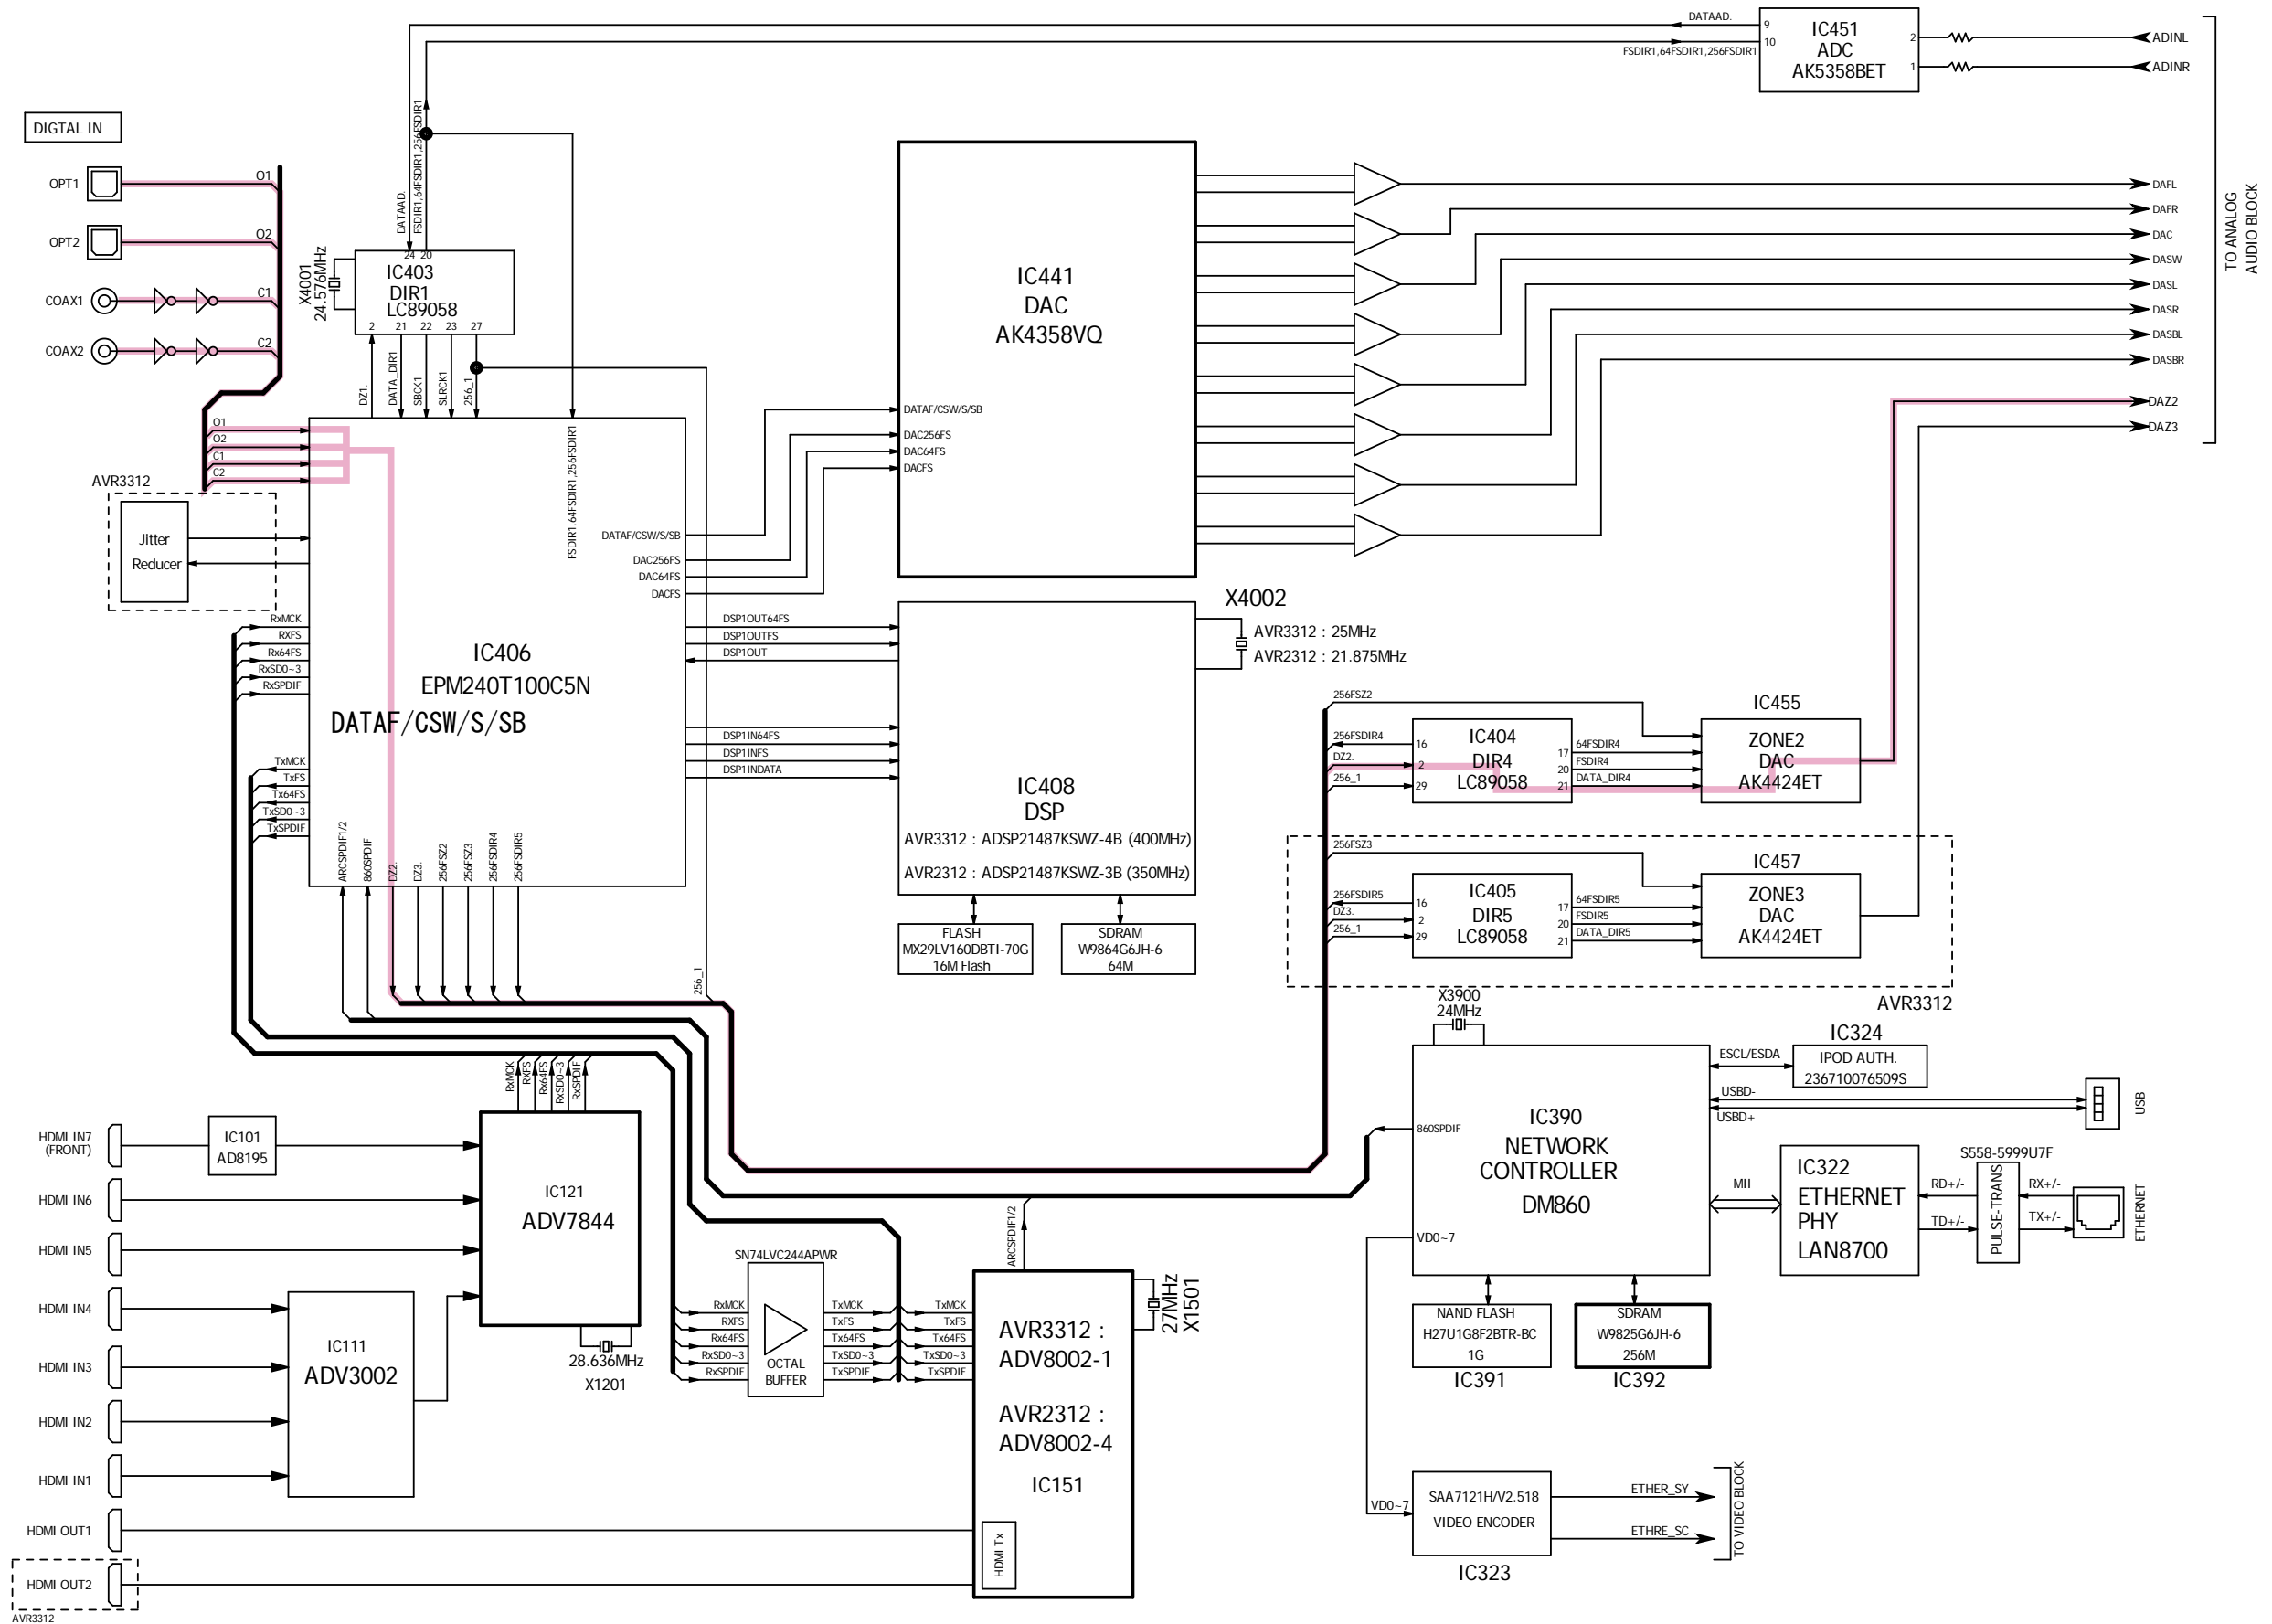 DATAAD.
FSDIR1,64FSDIR1,256FSDIR1
9
10
IC451
ADC
AK5358BET
2
1
ADINL
ADINR
DIGTAL IN
OPT1
O1
OPT2
O2
COAX1
C1
COAX2
C2
DATAAD.
FSDIR1,64FSDIR1,256FSDIR1
X4001
24.576MHz
24 20
IC403
DIR1
LC89058
2 21 22 23 27
DZ1.
DATA_DIR1
SBCK1
SLRCK1
256_1
FSDIR1,64FSDIR1,256FSDIR1
IC441
DAC
AK4358VQ
DATAF/CSW/S/SB
DAC256FS
DAC64FS
DACFS
DAFL
DAFR
DAC
DASW
DASL
DASR
DASBL
DASBR
DAZ2
DAZ3
TO ANALOG
AUDIO BLOCK
O1
O2
C1
C2
AVR3312
Jitter
Reducer
RxMCK
RXFS
Rx64FS
RxSD0~3
RxSPDIF
TxMCK
TxFS
Tx64FS
TxSD0~3
TxSPDIF
IC406
EPM240T100C5N
DATAF/CSW/S/SB
DATAF/CSW/S/SB
DAC256FS
DAC64FS
DACFS
DSP1OUT64FS
DSP1OUTFS
DSP1OUT
DSP1IN64FS
DSP1INFS
DSP1INDATA
ARCSPDIF1/2
860SPDIF
DZ2.
DZ3.
256FSZ2
256FSZ3
256FSDIR4
256FSDIR5
256_1
X4002
AVR3312 : 25MHz
AVR2312 : 21.875MHz
IC408
DSP
AVR3312 : ADSP21487KSWZ-4B (400MHz)
AVR2312 : ADSP21487KSWZ-3B (350MHz)
FLASH
MX29LV160DBTI-70G
16M Flash
SDRAM
W9864G6JH-6
64M
256FSZ2
256FSDIR4
DZ2.
256_1
16
2
29
IC404
DIR4
LC89058
17
20
21
64FSDIR4
FSDIR4
DATA_DIR4
IC455
ZONE2
DAC
AK4424ET
256FSZ3
256FSDIR5
DZ3.
256_1
16
2
29
IC405
DIR5
LC89058
17
20
21
64FSDIR5
FSDIR5
DATA_DIR5
IC457
ZONE3
DAC
AK4424ET
AVR3312
X3900
24MHz
IC390
NETWORK
CONTROLLER
DM860
860SPDIF
VD0~7
ESCL/ESDA
IC324
IPOD AUTH.
236710076509S
USBD-
USBD+
USB
MII
IC322
ETHERNET
PHY
LAN8700
RD+/-
TD+/-
S558-5999U7F
PULSE-TRANS
RX+/-
TX+/-
ETHERNET
NAND FLASH
H27U1G8F2BTR-BC
1G
IC391
SDRAM
W9825G6JH-6
256M
IC392
VD0~7
SAA7121H/V2.518
VIDEO ENCODER
IC323
ETHER_SY
ETHRE_SC
TO VIDEO BLOCK
RxMCK
RXFS
Rx64FS
RxSD0~3
RxSPDIF
HDMI IN7
(FRONT)
IC101
AD8195
HDMI IN6
HDMI IN5
HDMI IN4
HDMI IN3
HDMI IN2
HDMI IN1
HDMI OUT1
HDMI OUT2
AVR3312
IC121
ADV7844
28.636MHz
X1201
IC111
ADV3002
SN74LVC244APWR
RxMCK
RXFS
Rx64FS
RxSD0~3
RxSPDIF
OCTAL
BUFFER
TxMCK
TxFS
Tx64FS
TxSD0~3
TxSPDIF
TxMCK
TxFS
Tx64FS
TxSD0~3
TxSPDIF
ARCSPDIF1/2
27MHz
X1501
AVR3312 :
ADV8002-1
AVR2312 :
ADV8002-4
IC151
HDMI Tx